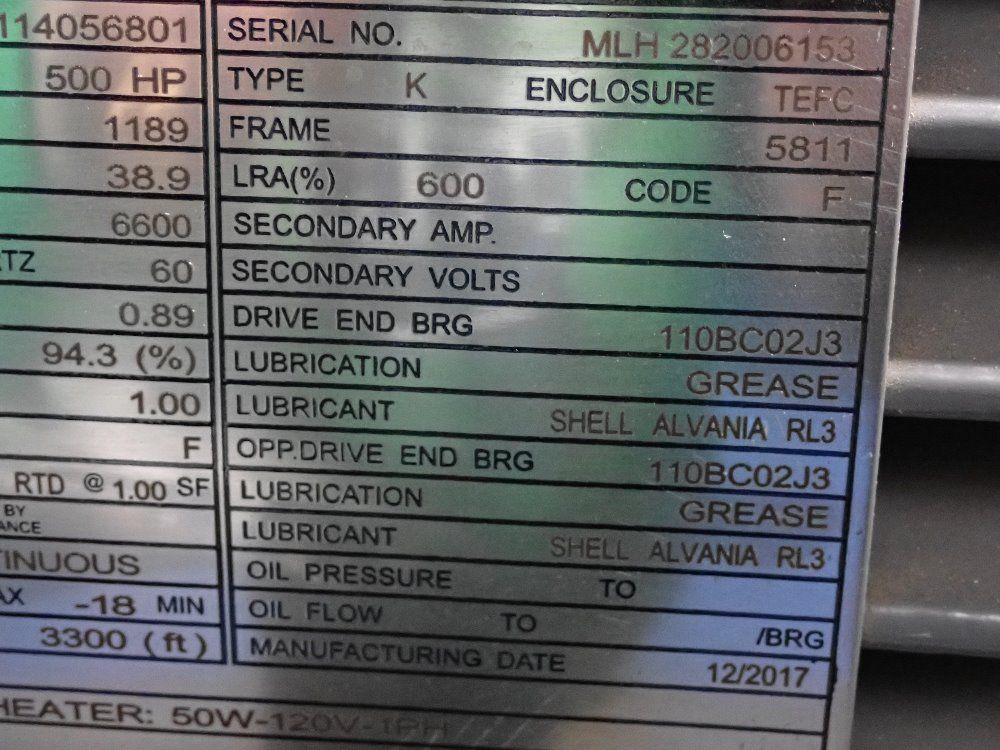 114056801 SERIAL NO. MLH 282006153
500 HP TYPE K ENCLOSURE TEFC
1189 FRAME 5811
38.9 LRA(%) 600 CODE F
6600 SECONDARY AMP.
TZ 60 SECONDARY VOLTS
0.89 DRIVE END BRG 110BC02J3
94.3 (%) LUBRICATION GREASE
1.00 LUBRICANT SHELL ALVANIA RL3
F OPP.DRIVE END BRG 110BC02J3
RTD @ 1.00 SF LUBRICATION GREASE
BY
ANCE LUBRICANT SHELL ALVANIA RL3
TINUOUS OIL PRESSURE TO
AX -18 MIN OIL FLOW TO /BRG
3300 (ft) MANUFACTURING DATE 12/2017
HEATER: 50W-120V-1PH